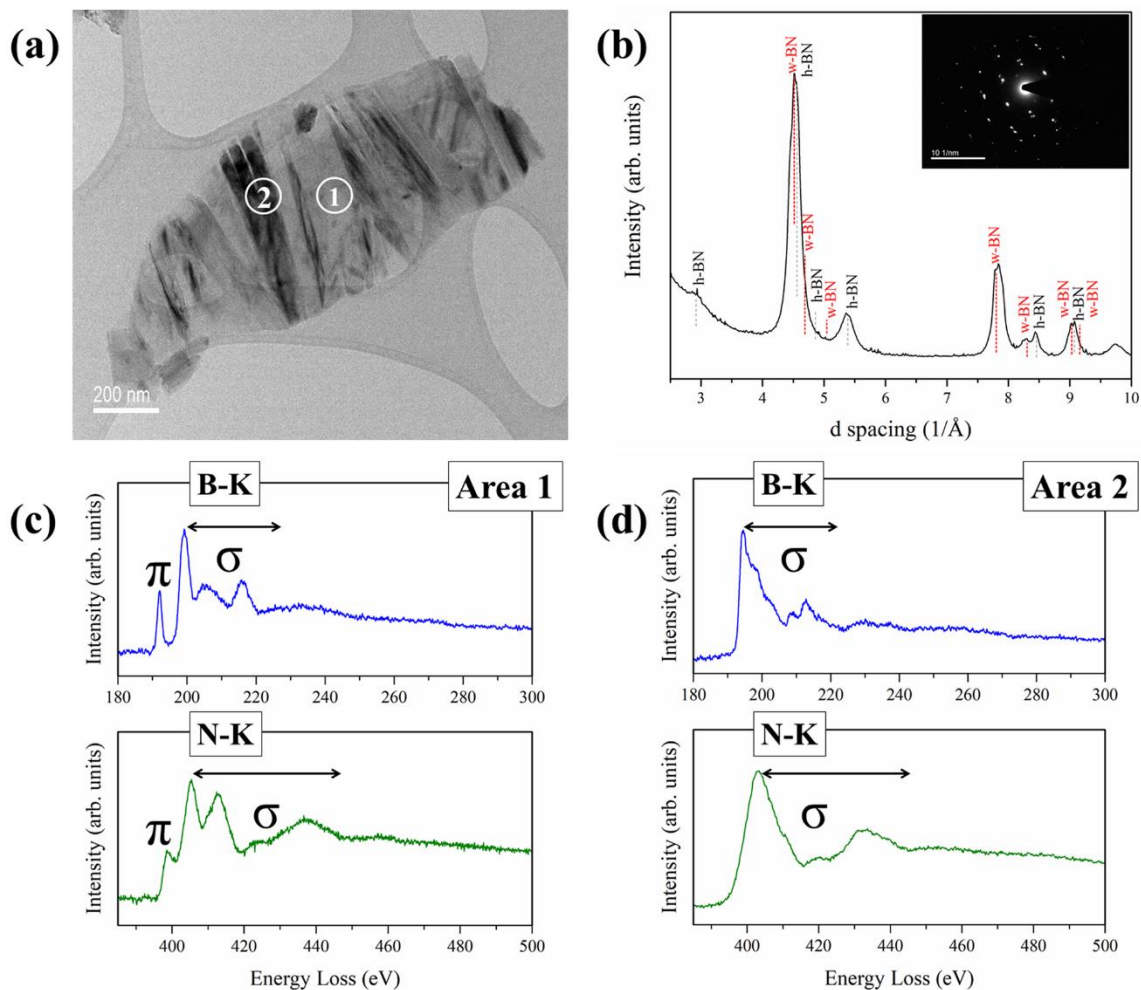 (a)
2
1
200 nm
(b)
Intensity (arb. units)
h-BN
w-BN
h-BN
w-BN
h-BN
w-BN
h-BN
w-BN
w-BN
h-BN
w-BN
h-BN
w-BN
10 1/nm
3 4 5 6 7 8 9 10
d spacing (1/Å)
(c)
B-K
Area 1
Intensity (arb. units)
π
σ
180 200 220 240 260 280 300
N-K
Intensity (arb. units)
π
σ
400 420 440 460 480 500
Energy Loss (eV)
(d)
B-K
Area 2
Intensity (arb. units)
σ
180 200 220 240 260 280 300
N-K
Intensity (arb. units)
σ
400 420 440 460 480 500
Energy Loss (eV)